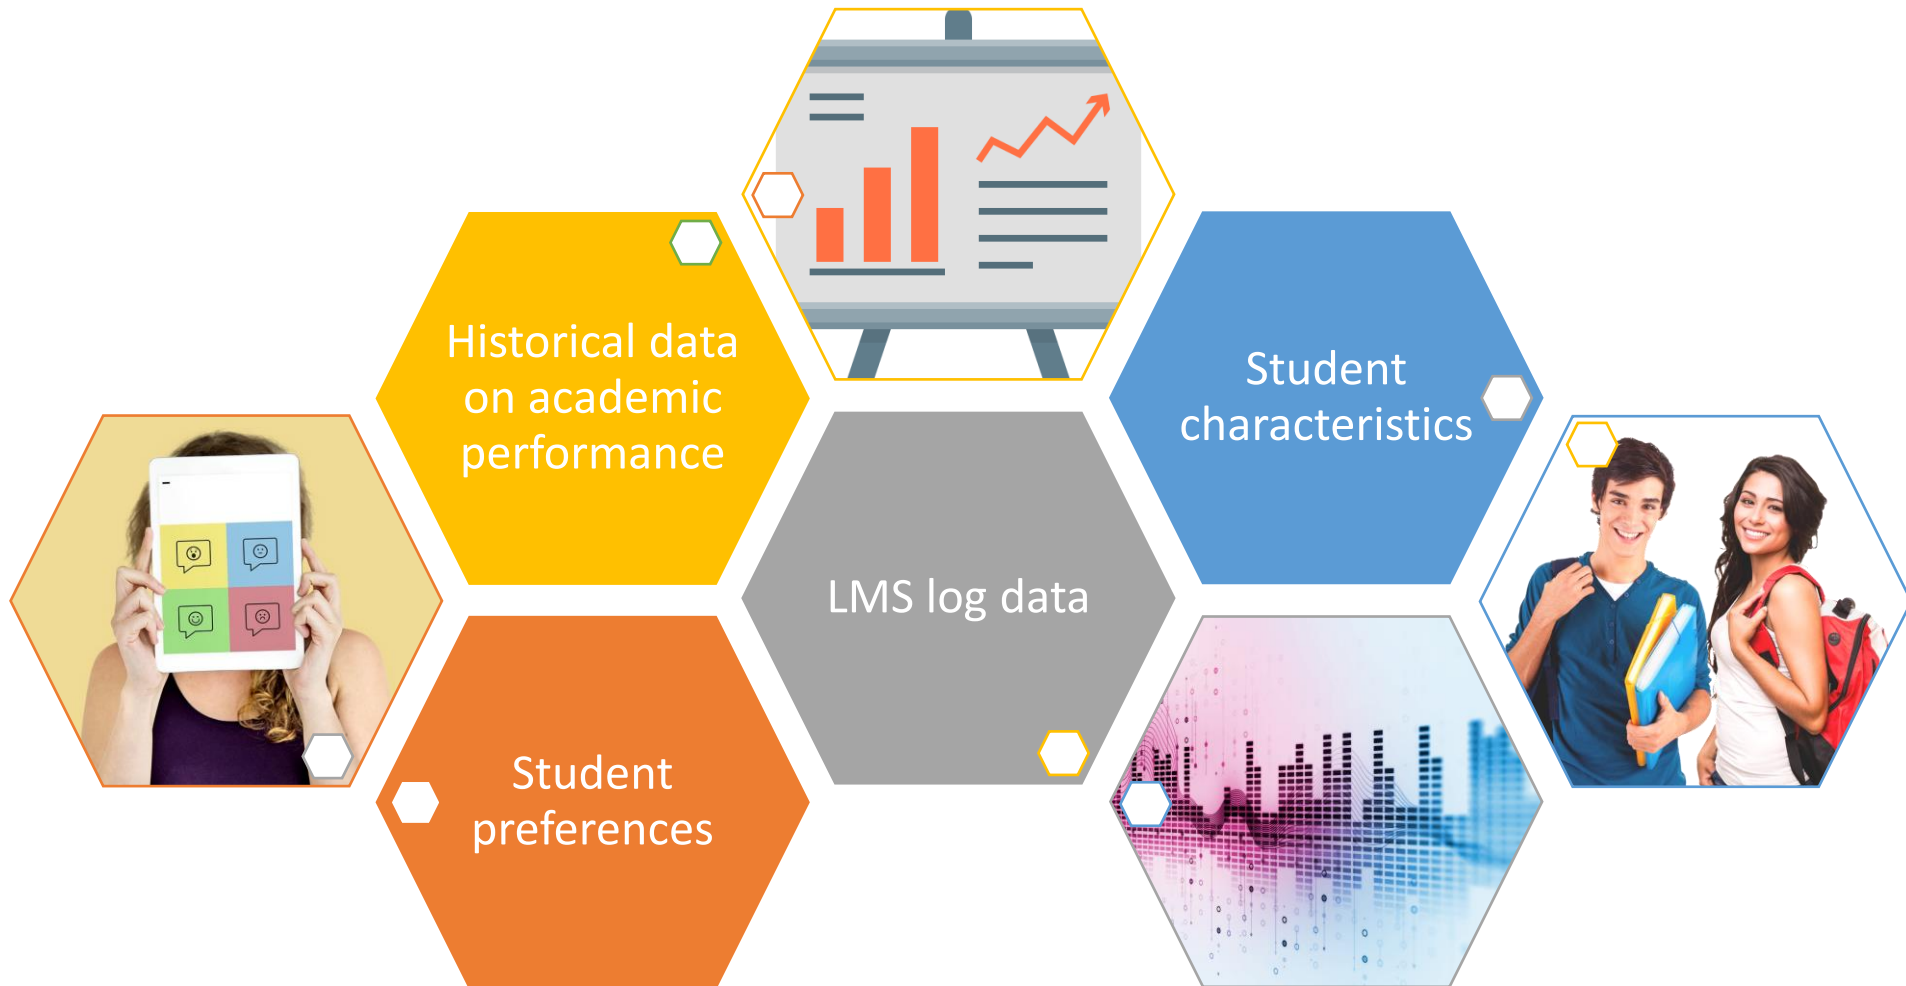 Historical data
on academic
performance
Student
characteristics
LMS log data
Student
preferences